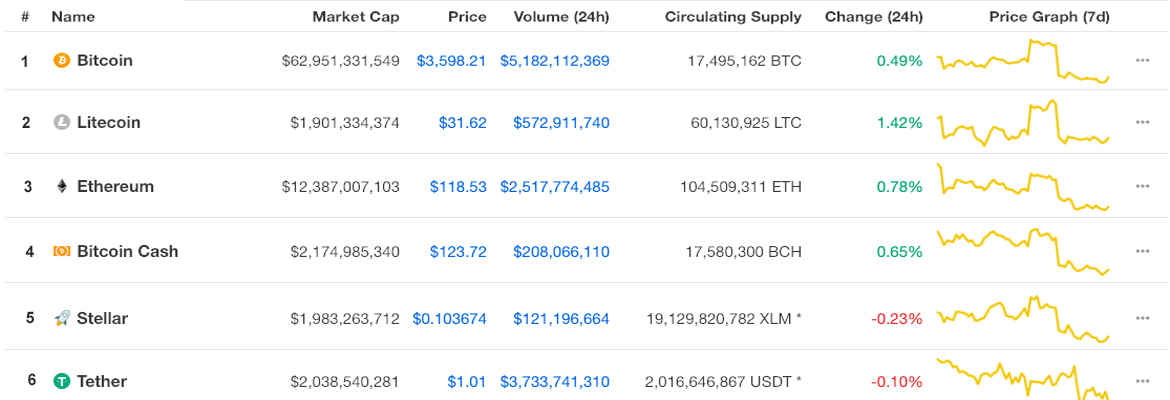 # Name Market Cap Price Volume (24h) Circulating Supply Change (24h) Price Graph (7d)
1 Bitcoin $62,951,331,549 $3,598.21 $5,182,112,369 17,495,162 BTC 0.49%
2 Litecoin $1,901,334,374 $31.62 $572,911,740 60,130,925 LTC 1.42%
3 Ethereum $12,387,007,103 $118.53 $2,517,774,485 104,509,311 ETH 0.78%
4 Bitcoin Cash $2,174,985,340 $123.72 $208,066,110 17,580,300 BCH 0.65%
5 Stellar $1,983,263,712 $0.103674 $121,196,664 19,129,820,782 XLM * -0.23%
6 Tether $2,038,540,281 $1.01 $3,733,741,310 2,016,646,867 USDT * -0.10%